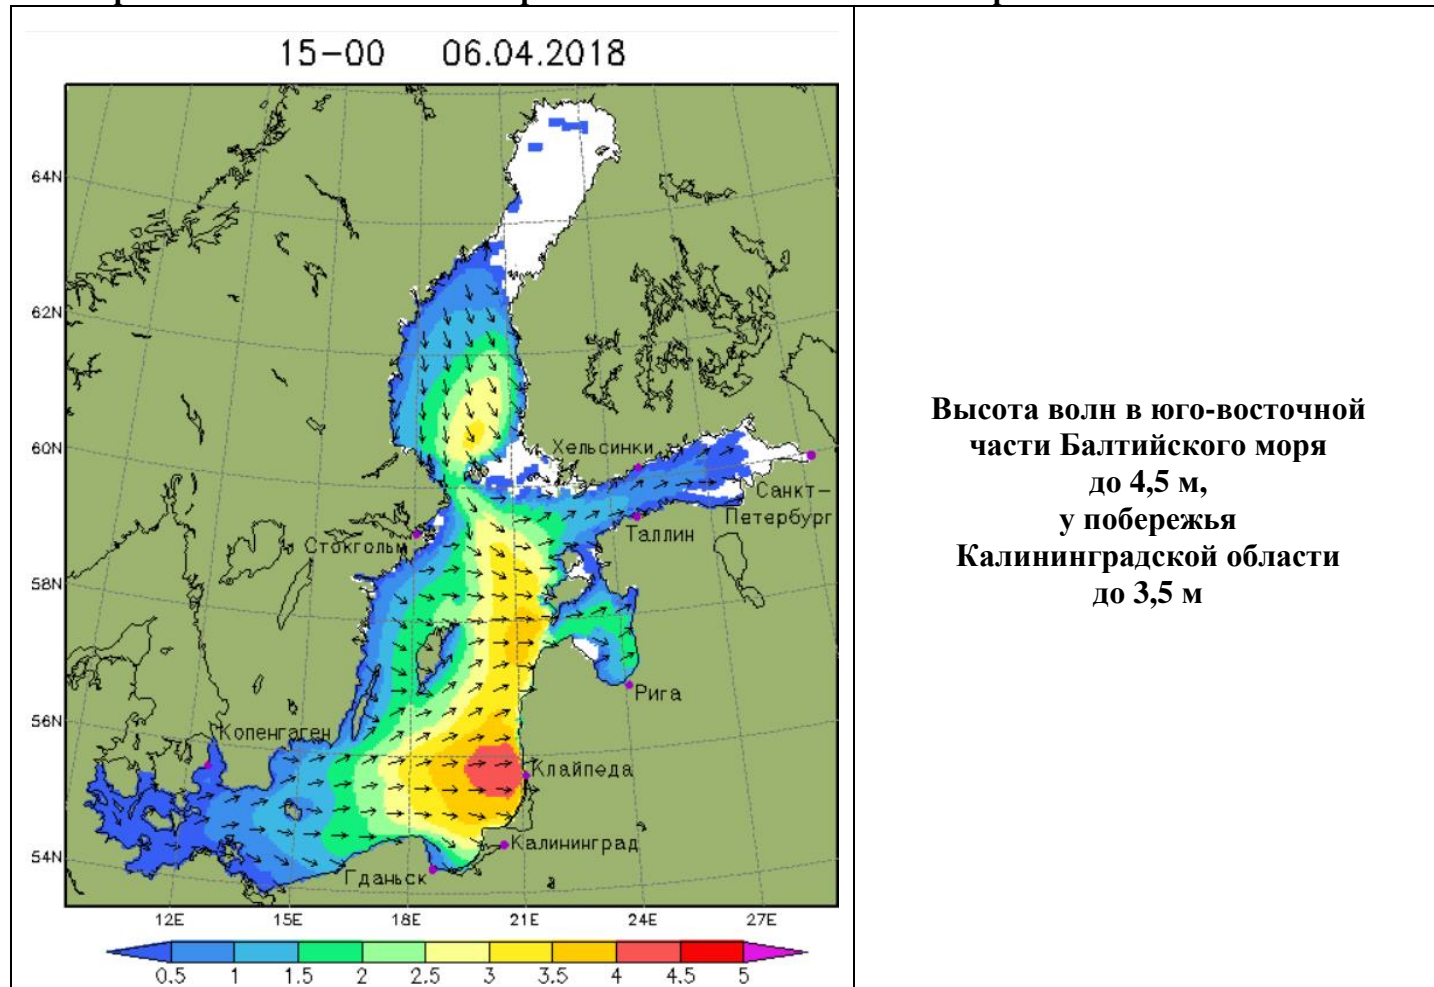 15-00 06.04.2018
64N
62N
60N
58N
56N
54N
Хельсинки
Санкт-
Петербург
Таллин
Стокгольм
Рига
Копенгаген
Клайпеда
Калининград
Гданьск
12E 15E 18E 21E 24E 27E
0.5 1 1.5 2 2.5 3 3.5 4 4.5 5
Высота волн в юго-восточной
части Балтийского моря
до 4,5 м,
у побережья
Калининградской области
до 3,5 м